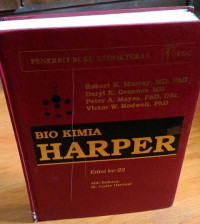 PENERBIT BUKU KEDOKTERAN EGC
Robert K. Murray, MD, PhD
Daryl K. Granner, MD
Peter A. Mayes, PhD, DSc
Victor W. Rodwell, PhD
BIO KIMIA
HARPER
Edisi ke-22